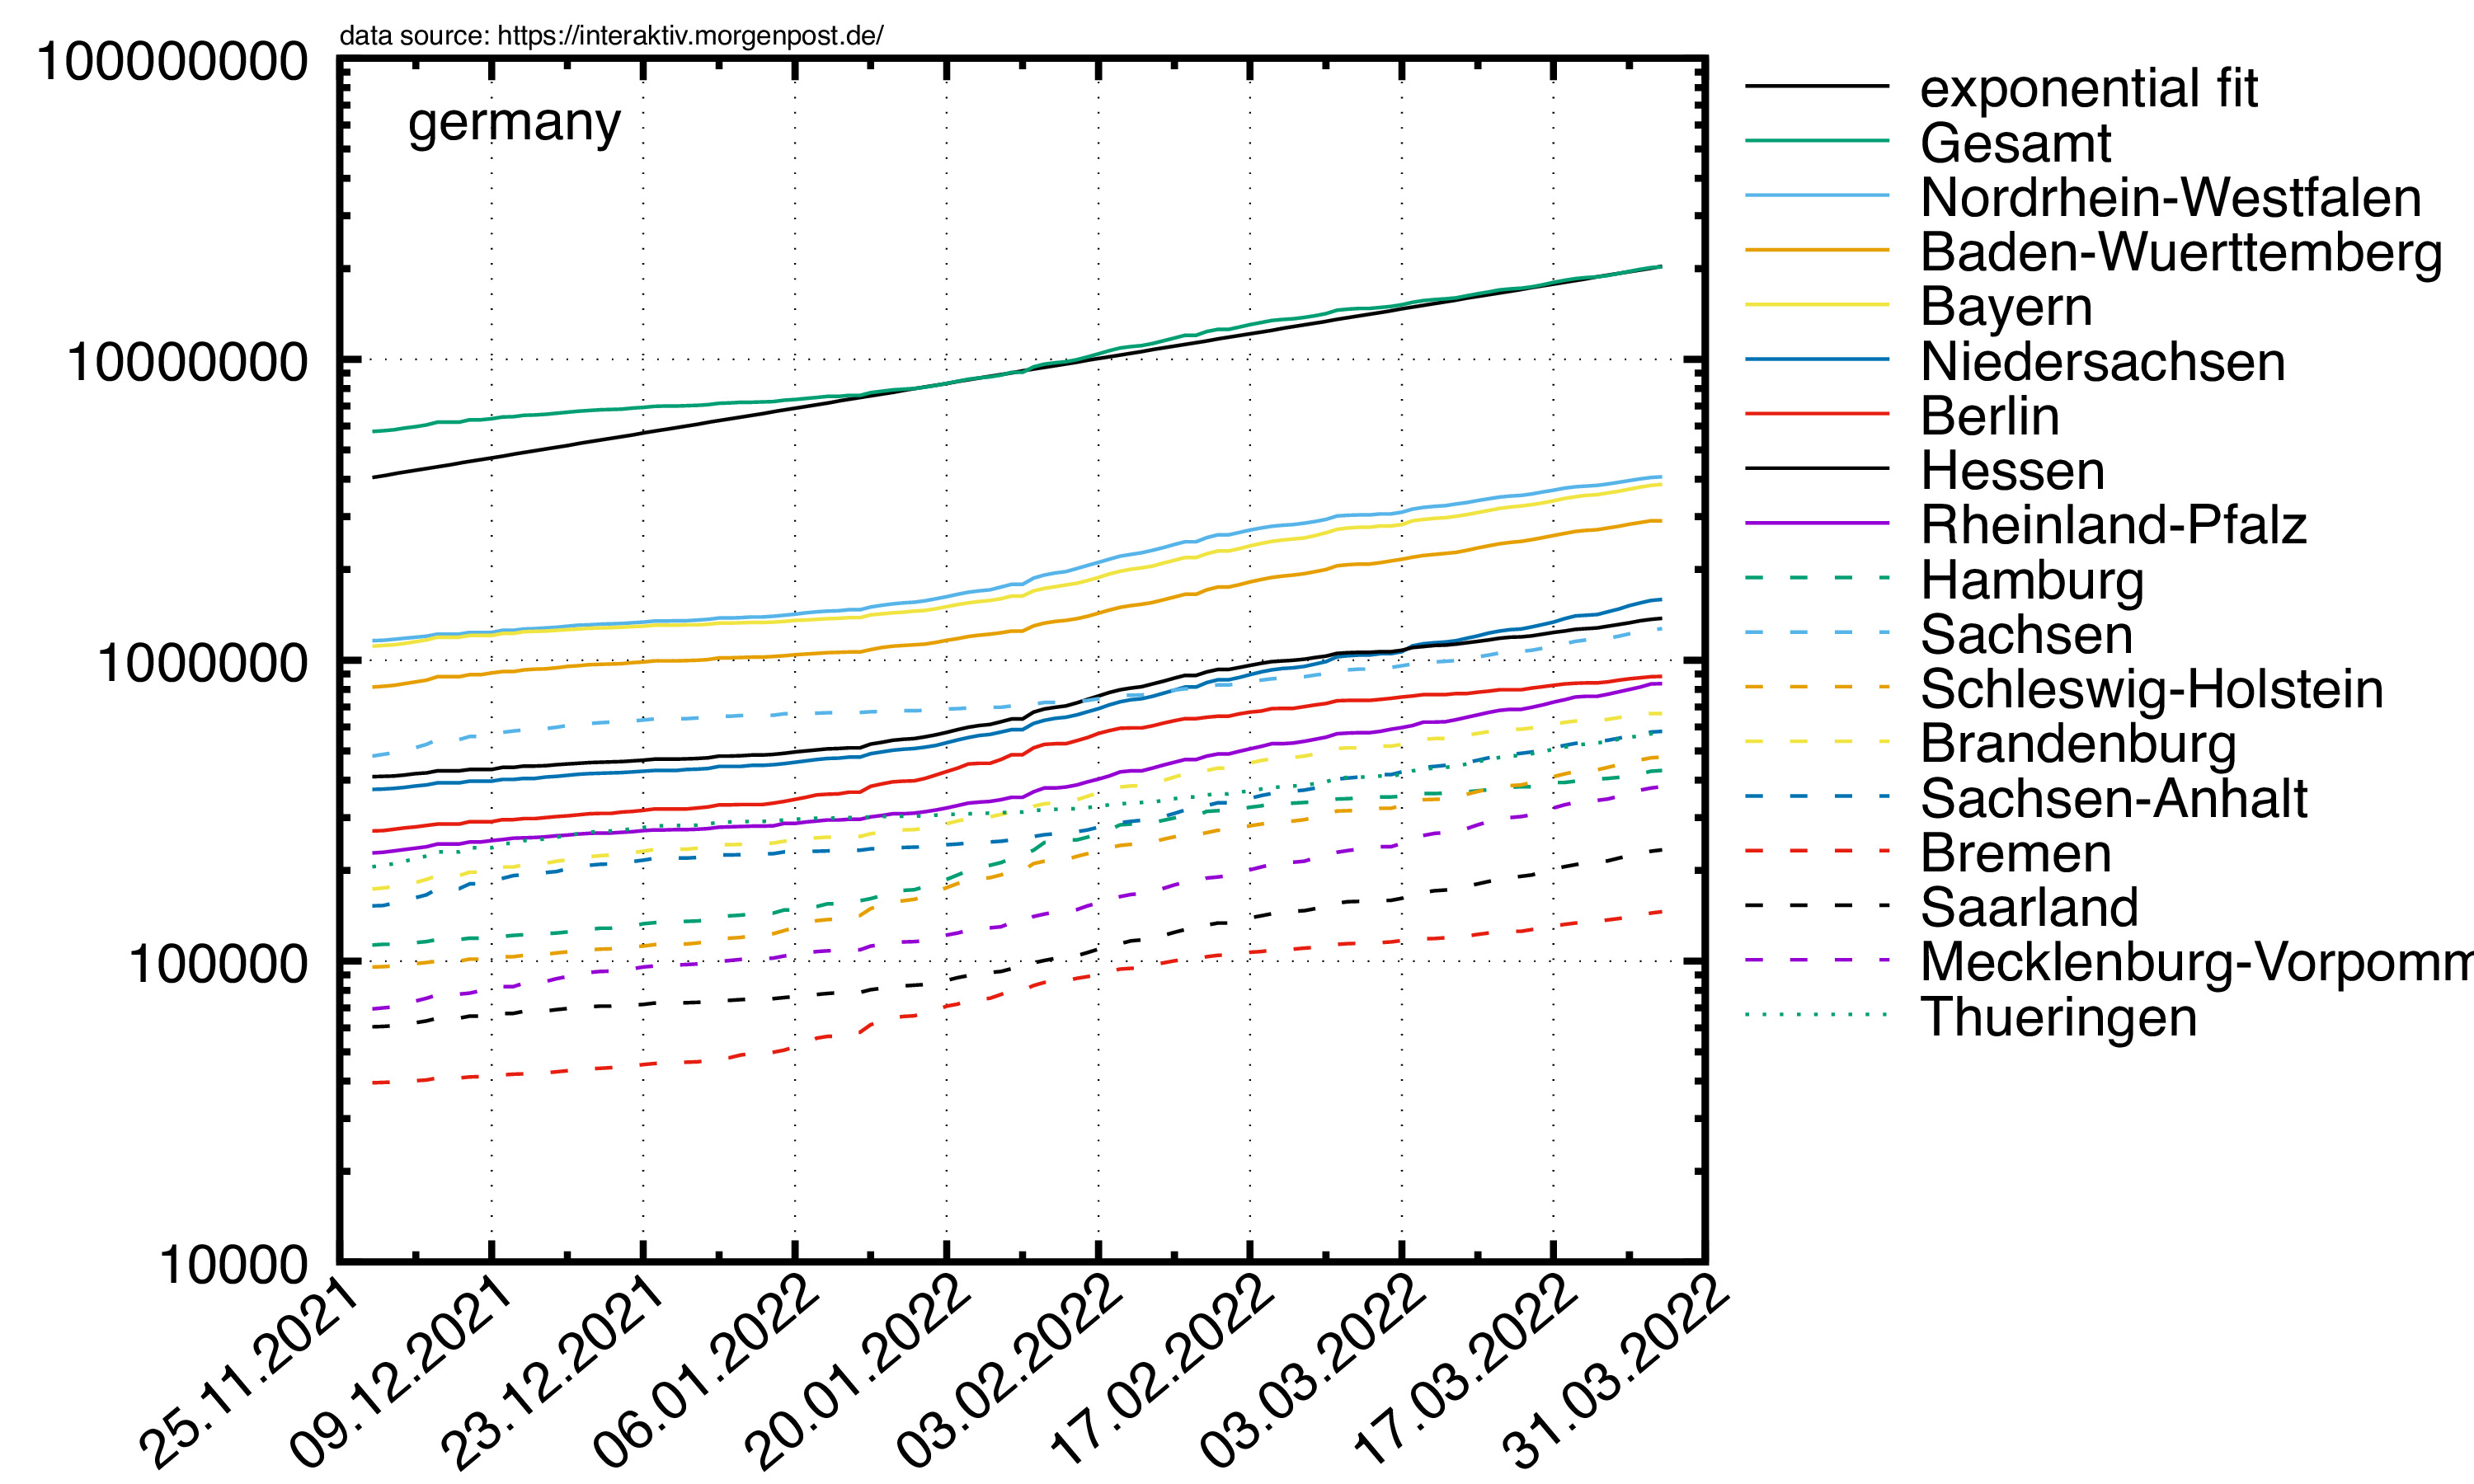 data source: https://interaktiv.morgenpost.de/
germany
100000000
10000000
1000000
100000
10000
25.11.2021
09.12.2021
23.12.2021
06.01.2022
20.01.2022
03.02.2022
17.02.2022
03.03.2022
17.03.2022
31.03.2022
exponential fit
Gesamt
Nordrhein-Westfalen
Baden-Wuerttemberg
Bayern
Niedersachsen
Berlin
Hessen
Rheinland-Pfalz
Hamburg
Sachsen
Schleswig-Holstein
Brandenburg
Sachsen-Anhalt
Bremen
Saarland
Mecklenburg-Vorpomm
Thueringen